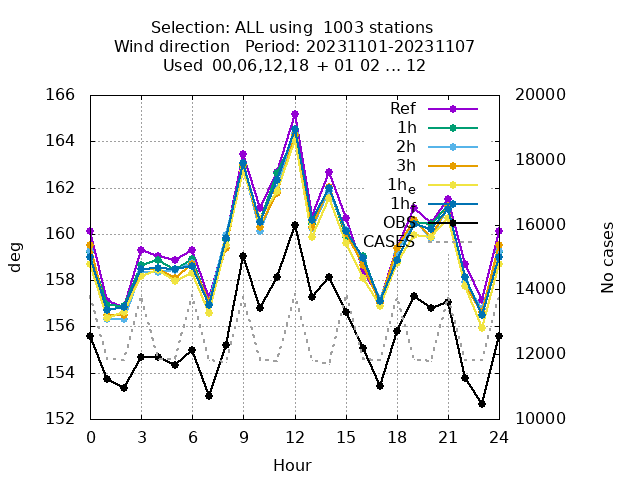 Selection: ALL using  1003 stations
Wind direction   Period: 20231101-20231107
Used  00,06,12,18 + 01 02 ... 12
166
164
162
160
158
156
154
152
20000
18000
16000
14000
12000
10000
deg
No cases
Ref
1h
2h
3h
1he
1hf
OBS
CASES
0 3 6 9 12 15 18 21 24
Hour